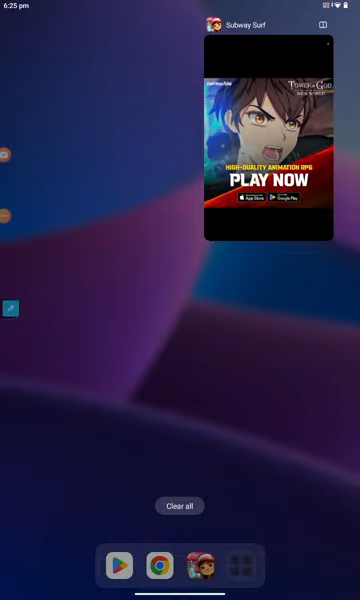 6:25 pm
Subway Surf
netmarble
TOWER OF GOD
NEW WORLD
HIGH-QUALITY ANIMATION RPG
PLAY NOW
App Store
Google Play
Clear all